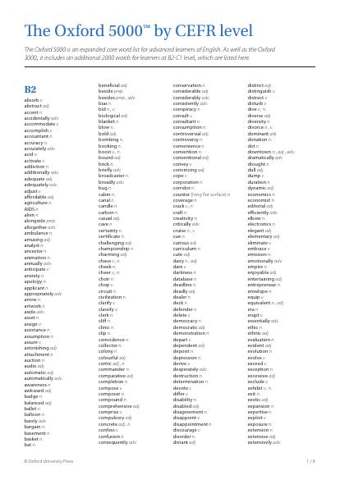 The Oxford 5000™ by CEFR level
The Oxford 5000 is an expanded core word list for advanced learners of English. As well as the Oxford
3000, it includes an additional 2000 words for learners at B2-C1 level, which are listed here.
B2
absorb v.
abstract adj.
accent n.
accidentally adv.
accommodate v.
accomplish v.
accountant n.
accuracy n.
accurately adv.
acid n.
activate v.
addiction n.
additionally adv.
adequate adj.
adequately adv.
adjust v.
affordable adj.
agriculture n.
AIDS n.
alien n.
alongside prep.
altogether adv.
ambulance n.
amusing adj.
analyst n.
ancestor n.
animation n.
annually adv.
anticipate v.
anxiety n.
apology n.
applicant n.
appropriately adv.
arrow n.
artwork n.
aside adv.
asset n.
assign v.
assistance n.
assumption n.
assure v.
astonishing adj.
attachment n.
auction n.
audio adj.
automatic adj.
automatically adv.
awareness n.
awkward adj.
badge n.
balanced adj.
ballet n.
balloon n.
barely adv.
bargain n.
basement n.
basket n.
bat n.
beneficial adj.
beside prep.
besides prep., adv.
bias n.
bid n., v.
biological adj.
blanket n.
blow n.
bold adj.
bombing n.
booking n.
boost v., n.
bound adj.
brick n.
briefly adv.
broadcaster n.
broadly adv.
bug n.
cabin n.
canal n.
candle n.
carbon n.
casual adj.
cave n.
certainty n.
certificate n.
challenging adj.
championship n.
charming adj.
chase v., n.
cheek n.
cheer v., n.
choir n.
chop v.
circuit n.
civilization n.
clarify v.
classify v.
clerk n.
cliff n.
clinic n.
clip n.
coincidence n.
collector n.
colony n.
colourful adj.
comic adj., n.
commander n.
comparative adj.
completion n.
compose v.
composer n.
compound n.
comprehensive adj.
comprise v.
compulsory adj.
concrete adj., n.
confess v.
confusion n.
consequently adv.
conservation n.
considerable adj.
considerably adv.
consistently adv.
conspiracy n.
consult v.
consultant n.
consumption n.
controversial adj.
controversy n.
convenience n.
convention n.
conventional adj.
convey v.
convincing adj.
cope v.
corporation n.
corridor n.
counter (long flat surface) n.
coverage n.
crack v., n.
craft n.
creativity n.
critically adv.
cruise n., v.
cue n.
curious adj.
curriculum n.
cute adj.
dairy n., adj.
dare v.
darkness n.
database n.
deadline n.
deadly adj.
dealer n.
deck n.
defender n.
delete v.
democracy n.
democratic adj.
demonstration n.
depart v.
dependent adj.
deposit n.
depression n.
derive v.
desperately adv.
destruction n.
determination n.
devote v.
differ v.
disability n.
disabled adj.
disagreement n.
disappoint v.
disappointment n.
discourage v.
disorder n.
distant adj.
distinct adj.
distinguish v.
distract v.
disturb v.
dive v., n.
diverse adj.
diversity n.
divorce n., v.
dominant adj.
donation n.
dot n.
downtown n., adj., adv.
dramatically adv.
drought n.
dull adj.
dump v.
duration n.
dynamic adj.
economics n.
economist n.
editorial adj.
efficiently adv.
elbow n.
electronics n.
elegant adj.
elementary adj.
eliminate v.
embrace v.
emission n.
emotionally adv.
empire n.
enjoyable adj.
entertaining adj.
entrepreneur n.
envelope n.
equip v.
equivalent n., adj.
era n.
erupt v.
essentially adv.
ethic n.
ethnic adj.
evaluation n.
evident adj.
evolution n.
evolve v.
exceed v.
exception n.
excessive adj.
exclude v.
exhibit v., n.
exit n.
exotic adj.
expansion n.
expertise n.
exploit v.
exposure n.
extension n.
extensive adj.
extensively adv.
© Oxford University Press
1 / 9